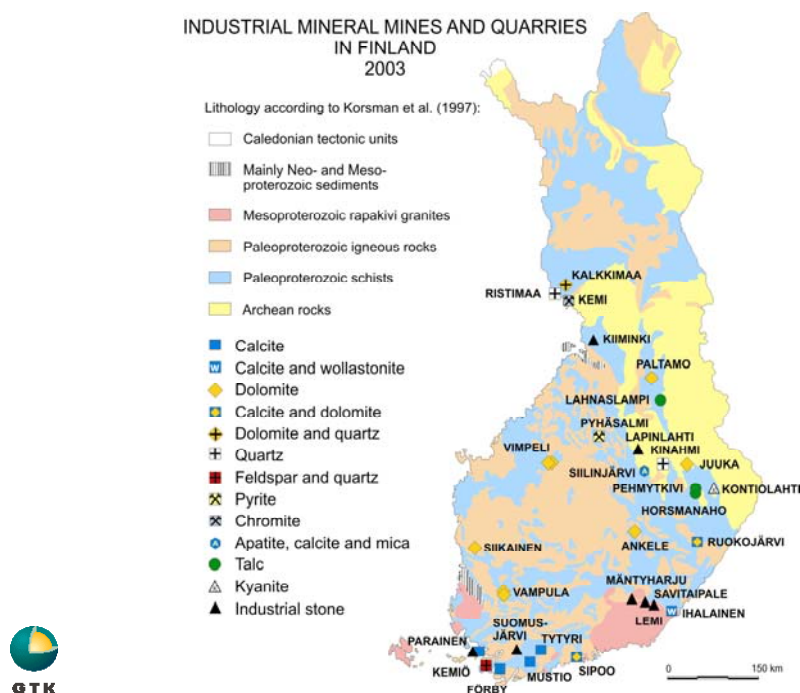 INDUSTRIAL MINERAL MINES AND QUARRIES
IN FINLAND
2003
Lithology according to Korsman et al. (1997):
Caledonian tectonic units
Mainly Neo- and Meso-
proterozoic sediments
Mesoproterozoic rapakivi granites
Paleoproterozoic igneous rocks
Paleoproterozoic schists
Archean rocks
Calcite
W Calcite and wollastonite
Dolomite
Calcite and dolomite
Dolomite and quartz
Quartz
Feldspar and quartz
Pyrite
Chromite
A Apatite, calcite and mica
Talc
Kyanite
Industrial stone
KALKKIMAA
RISTIMAA
KEMI
KIIMINKI
PALTAMO
LAHNASLAMPI
PYHÄSALMI
LAPINLAHTI
KINAHMI
VIMPELI
SIILINJÄRVI
A
JUUKA
PEHMYTKIVI
KONTIOLAHTI
HORSMANAHO
RUOKOJÄRVI
SIIKAINEN
ANKELE
MÄNTYHARJU
VAMPULA
SAVITAIPALE
W
IHALAINEN
LEMI
SUOMUS-
JÄRVI
PARAINEN
TYTYRI
KEMIÖ
SIPOO
MUSTIO
FÖRBY
0 150 km
GTK